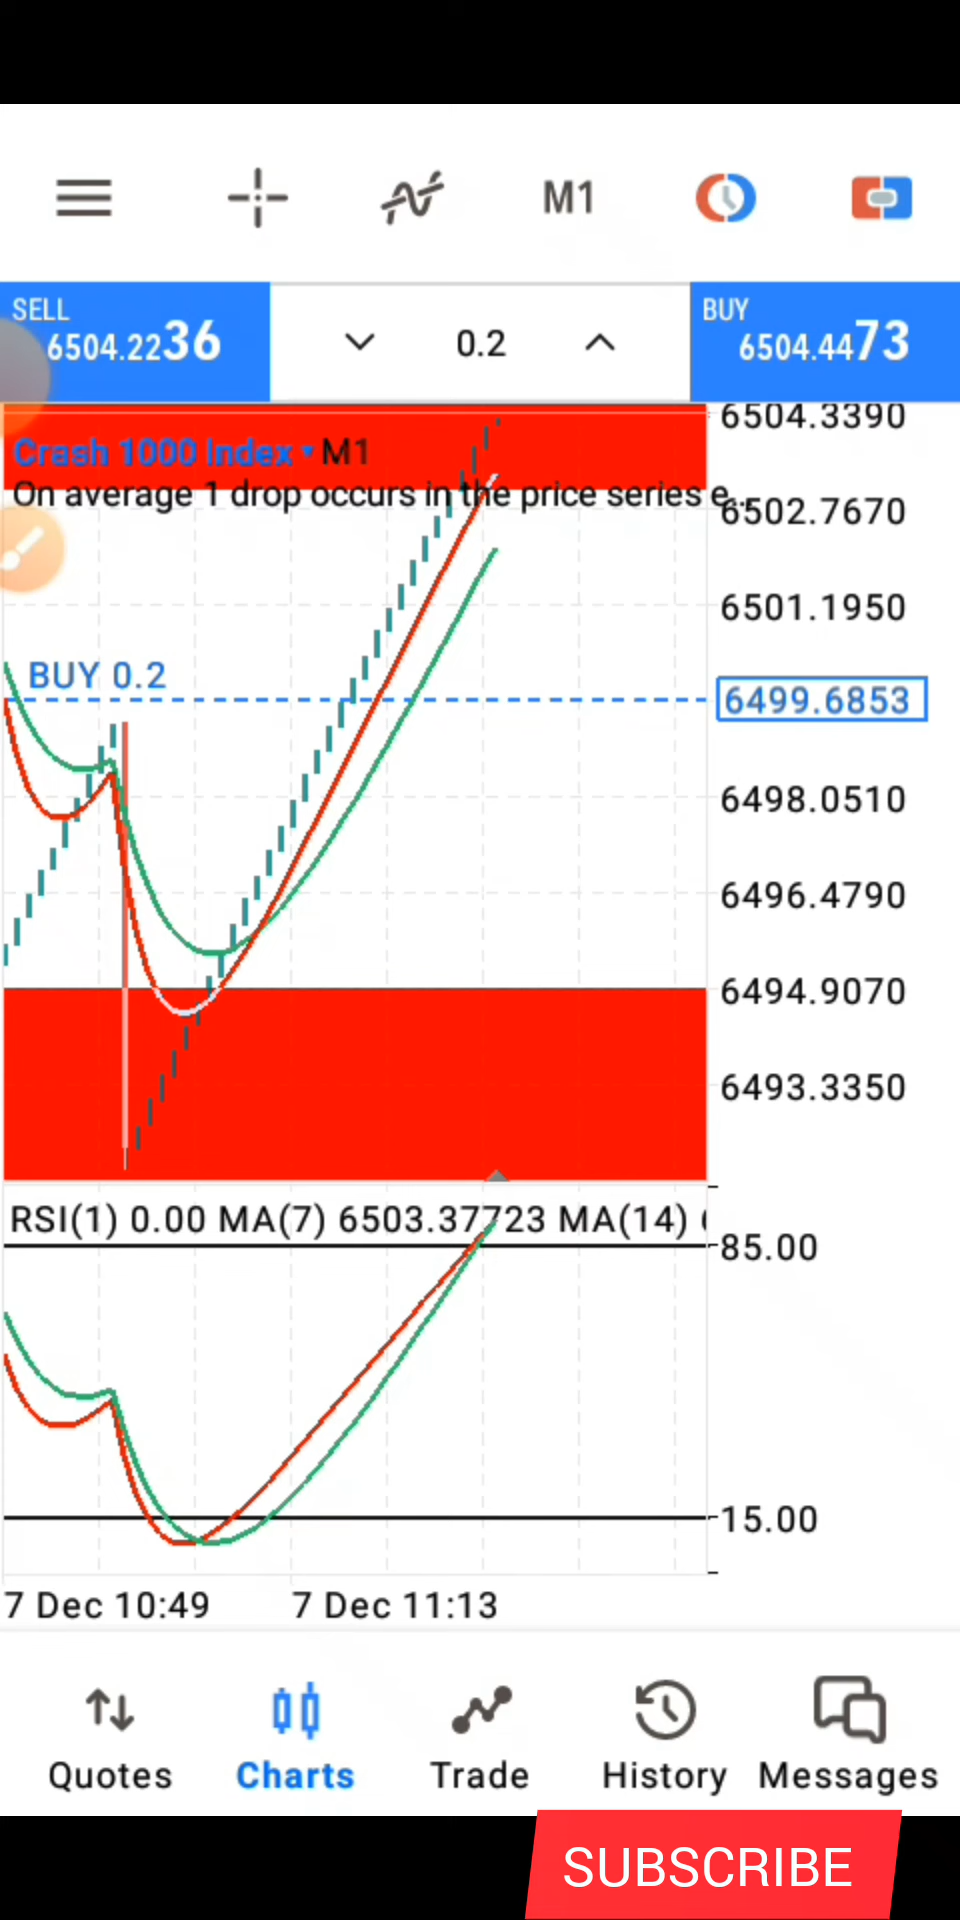 M1
SELL
6504.2236
0.2
BUY
6504.4473
6504.3390
Crash 1000 Index ▾ M1
On average 1 drop occurs in the price series e...
6502.7670
6501.1950
BUY 0.2
6499.6853
6498.0510
6496.4790
6494.9070
6493.3350
RSI(1) 0.00 MA(7) 6503.37723 MA(14)
85.00
15.00
7 Dec 10:49
7 Dec 11:13
Quotes
Charts
Trade
History
Messages
SUBSCRIBE